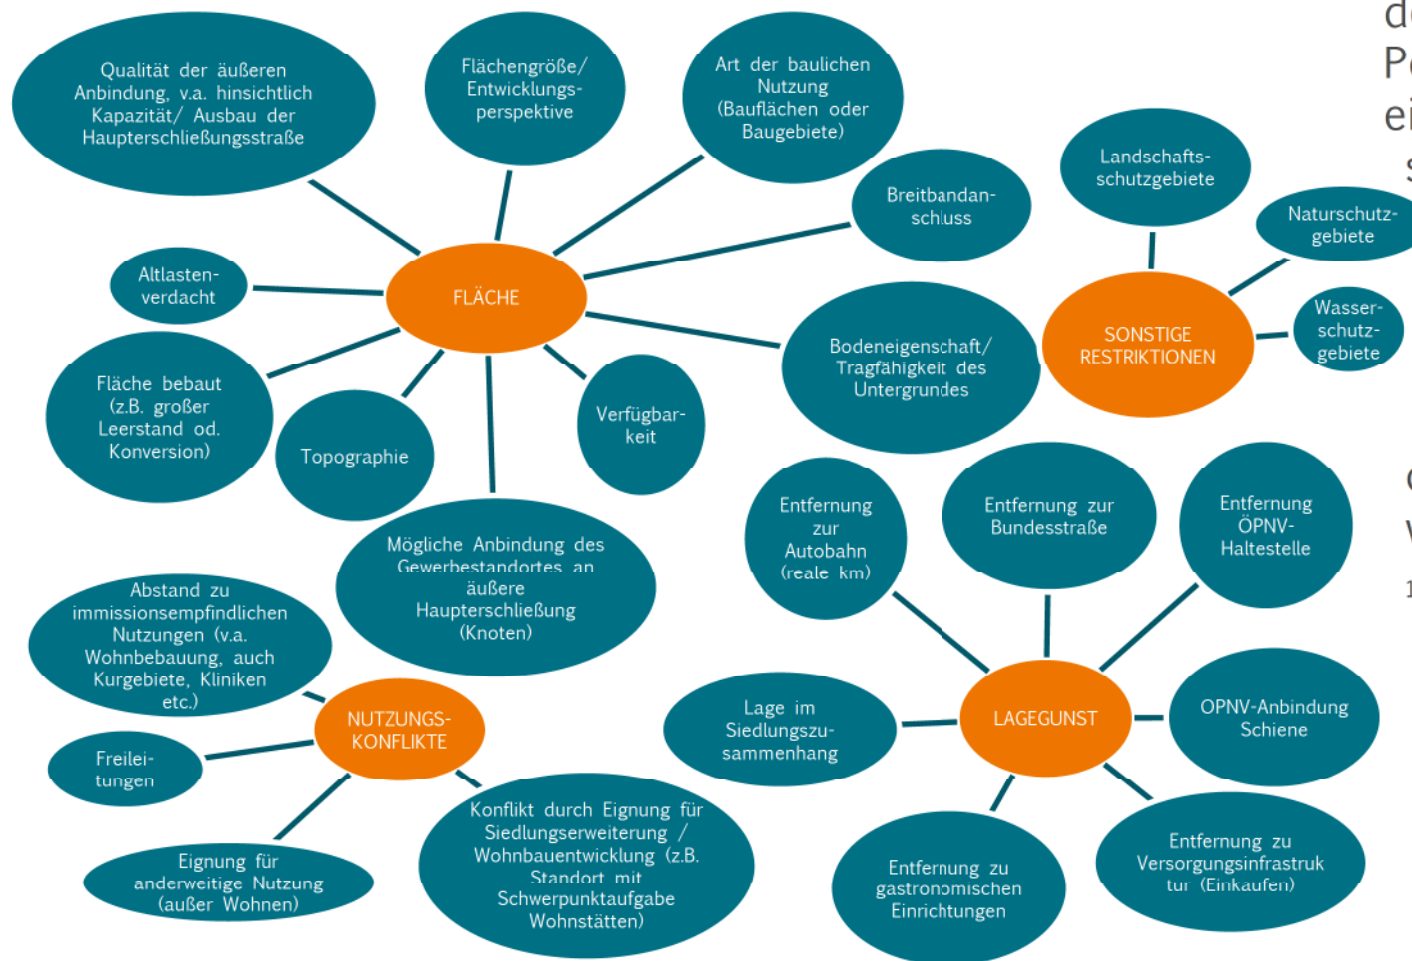 Qualität der äußeren
Anbindung, v.a. hinsichtlich
Kapazität/ Ausbau der
Haupterschließungsstraße
Flächengröße/
Entwicklungs-
perspektive
Art der baulichen
Nutzung
(Bauflächen oder
Baugebiete)
Breitbandan-
schluss
Altlasten-
verdacht
FLÄCHE
Fläche bebaut
(z.B. großer
Leerstand od.
Konversion)
Topographie
Verfügbar-
keit
Bodeneigenschaft/
Tragfähigkeit des
Untergrundes
Mögliche Anbindung des
Gewerbestandortes an
äußere
Haupterschließung
(Knoten)
Landschafts-
schutzgebiete
Naturschutz-
gebiete
Wasser-
schutz-
gebiete
SONSTIGE
RESTRIKTIONEN
Abstand zu
immissionsempfindlichen
Nutzungen (v.a.
Wohnbebauung, auch
Kurgebiete, Kliniken
etc.)
NUTZUNGS-
KONFLIKTE
Freilei-
tungen
Eignung für
anderweitige Nutzung
(außer Wohnen)
Konflikt durch Eignung für
Siedlungserweiterung /
Wohnbauentwicklung (z.B.
Standort mit
Schwerpunktaufgabe
Wohnstätten)
Entfernung
zur
Autobahn
(reale km)
Entfernung zur
Bundesstraße
Entfernung
ÖPNV-
Haltestelle
Lage im
Siedlungszu-
sammenhang
LAGEGUNST
OPNV-Anbindung
Schiene
Entfernung zu
gastronomischen
Einrichtungen
Entfernung zu
Versorgungsinfrastruk
tur (Einkaufen)